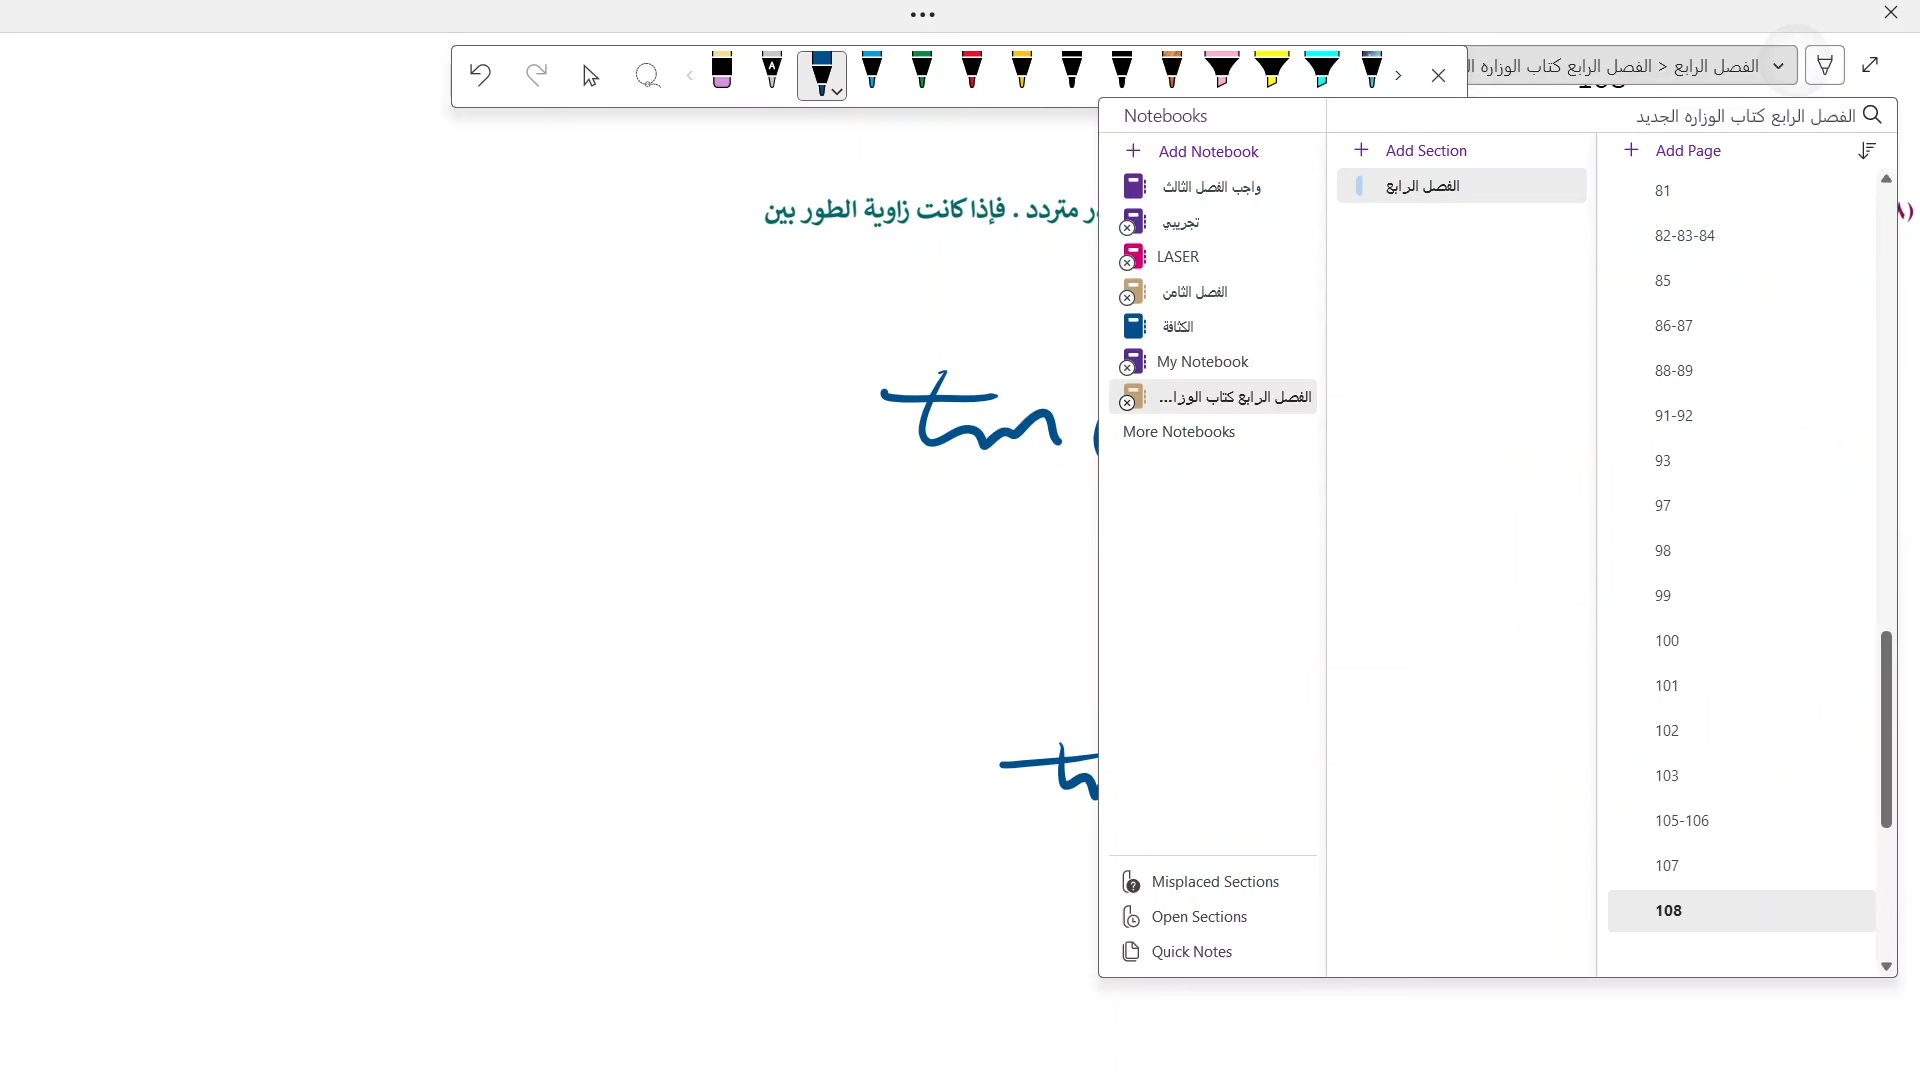 الفصل الرابع < الفصل الرابع كتاب الوزاره ال
108
Notebooks
الفصل الرابع كتاب الوزاره الجديد
Add Notebook
Add Section
Add Page
واجب الفصل الثالث
تجريبي
LASER
الفصل الثامن
الكثافة
My Notebook
الفصل الرابع كتاب الوزا...
More Notebooks
Misplaced Sections
Open Sections
Quick Notes
الفصل الرابع
81
82-83-84
85
86-87
88-89
91-92
93
97
98
99
100
101
102
103
105-106
107
108
ر متردد . فإذا كانت زاوية الطور بين
tm